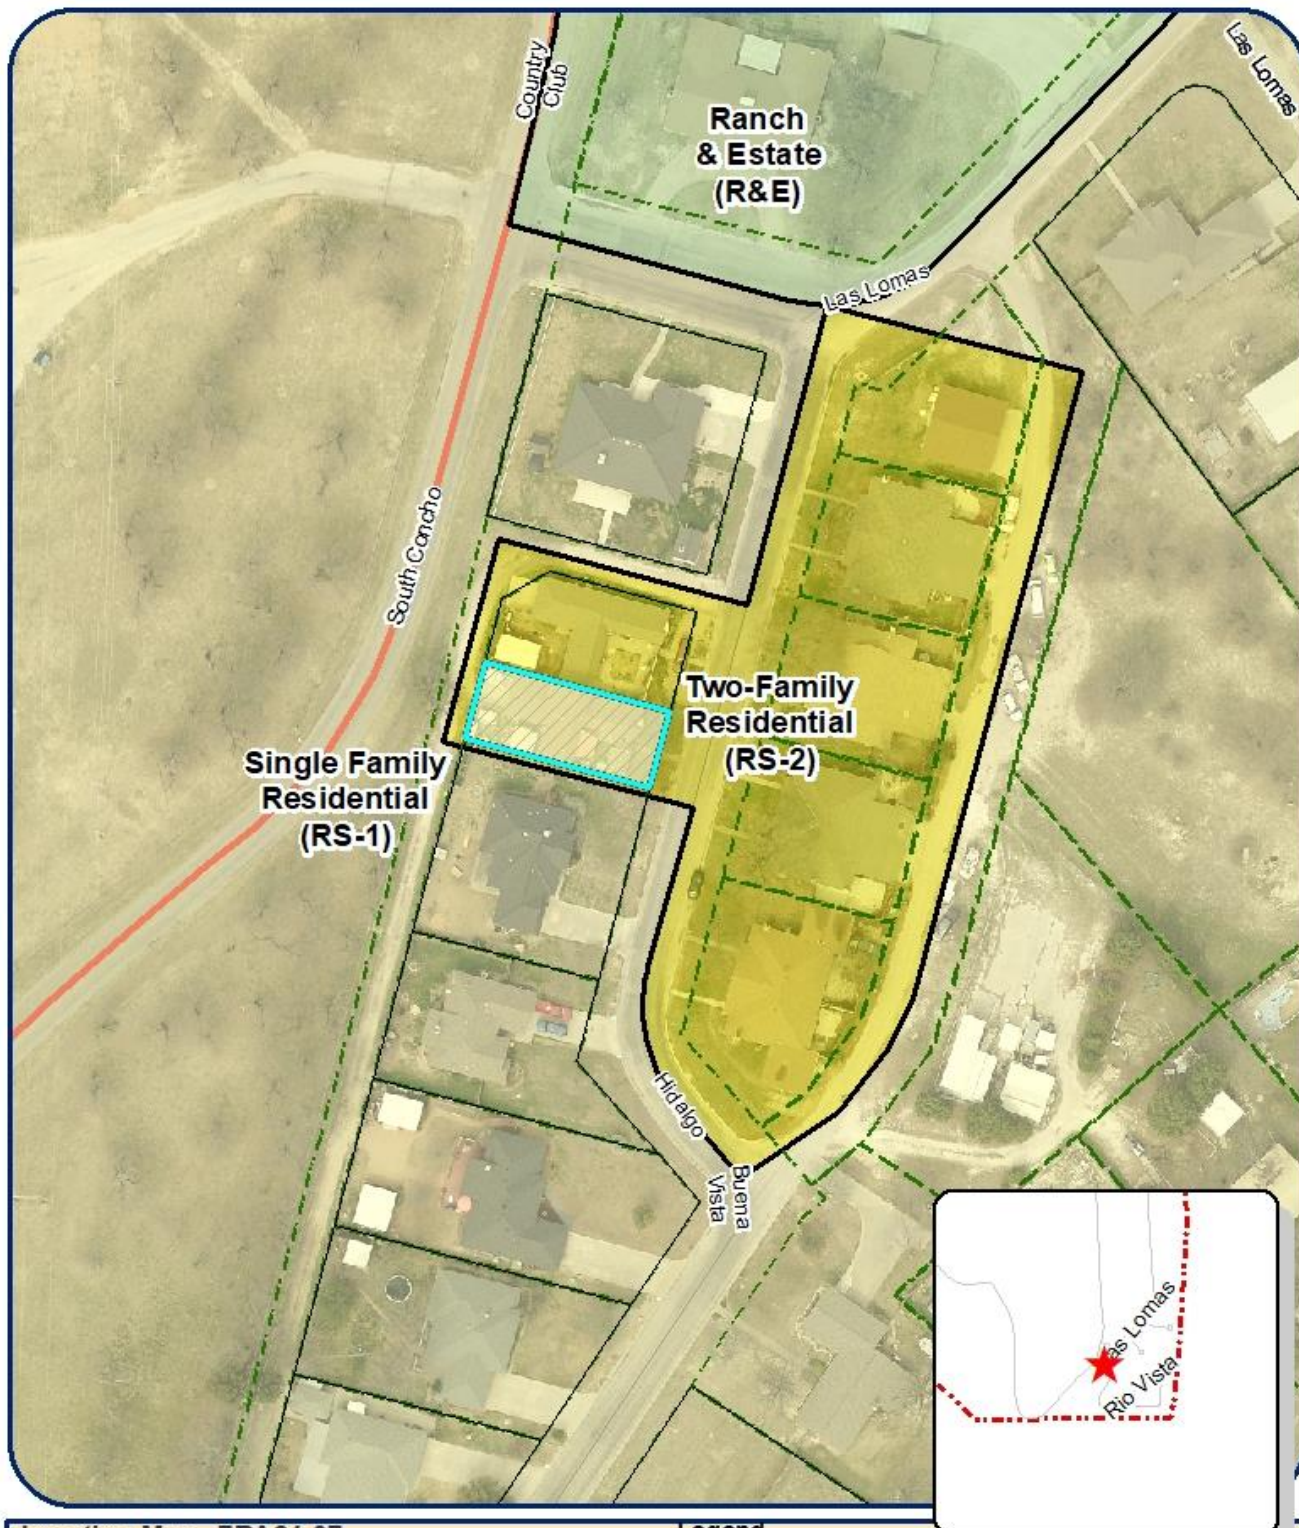 Country
Club
Las Lomas
Ranch
& Estate
(R&E)
Las Lomas
South Concho
Two-Family
Residential
(RS-2)
Single Family
Residential
(RS-1)
Hidalgo
Buena
Vista
Las Lomas
Rio Vista